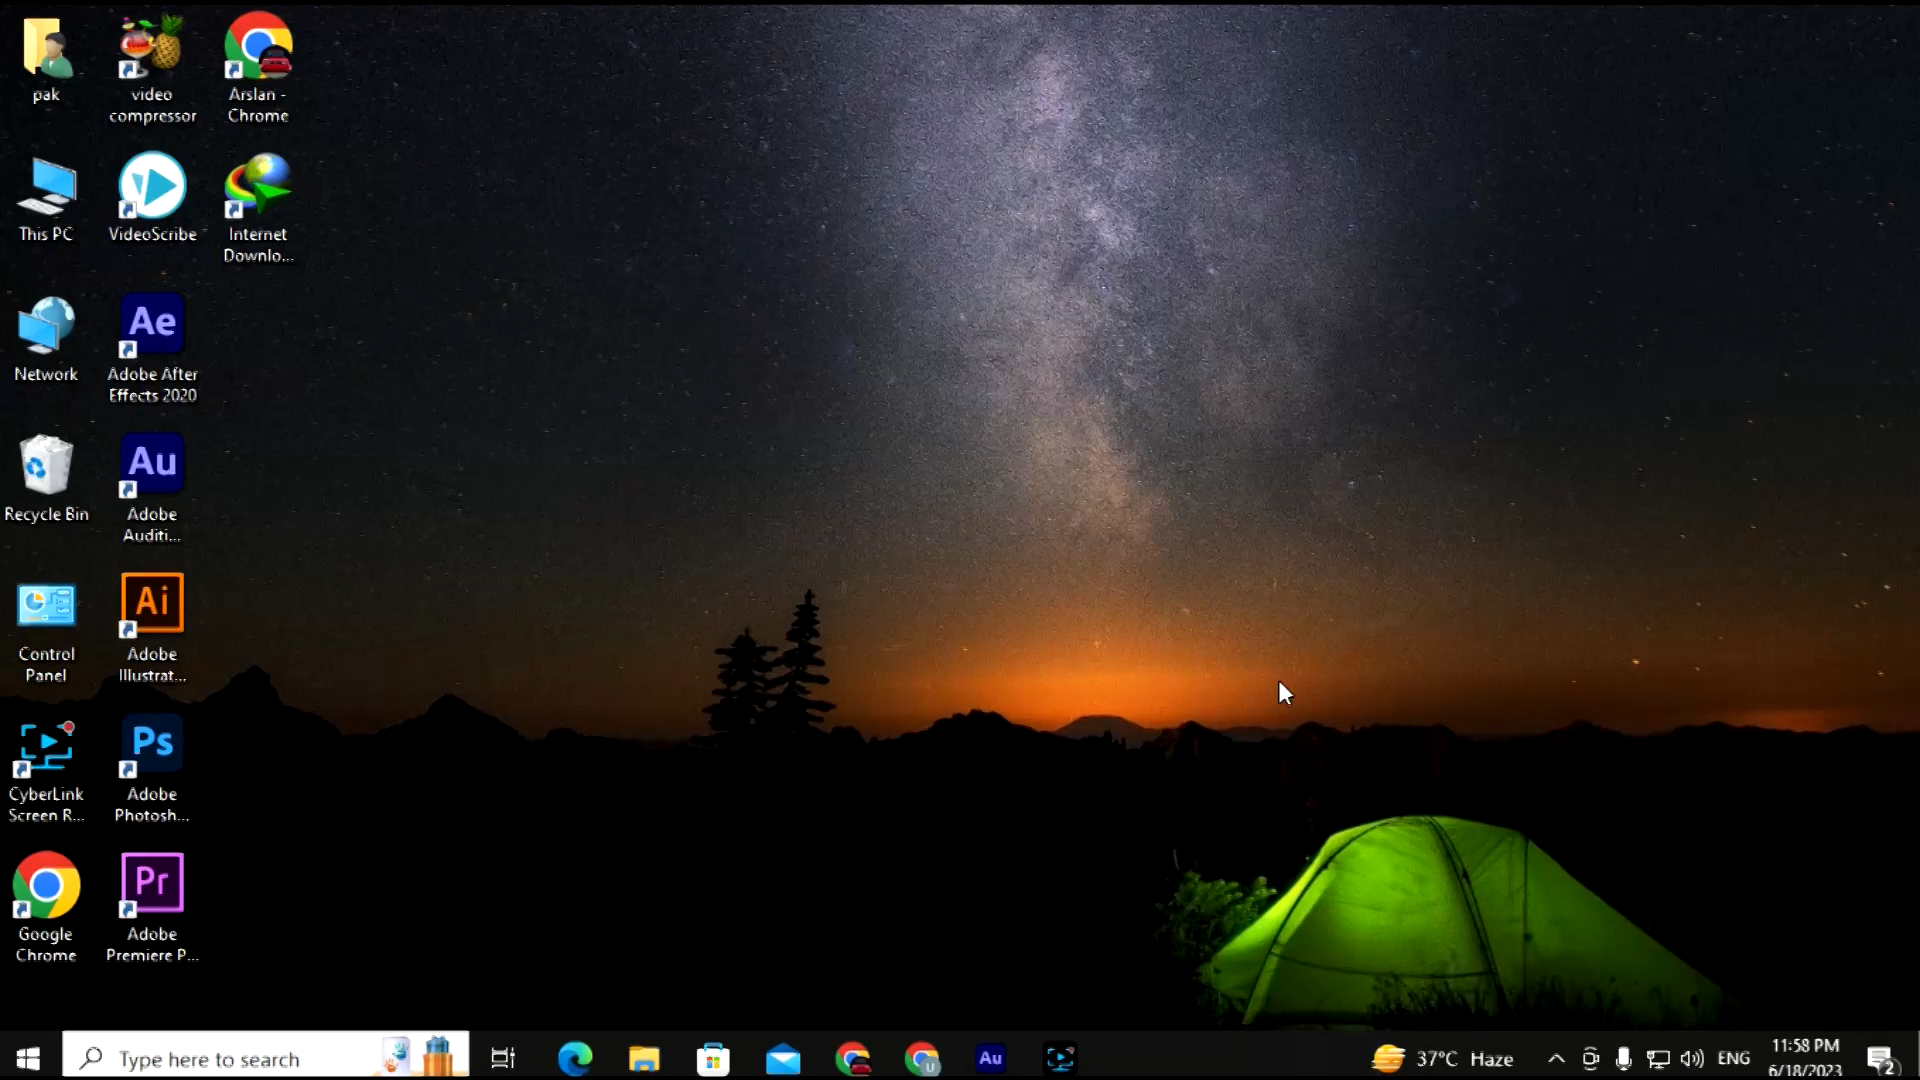 pak
video
compressor
Arslan -
Chrome
This PC
VideoScribe
Internet
Downlo...
Network
Ae
Adobe After
Effects 2020
Recycle Bin
Au
Adobe
Auditi...
Control
Panel
Ai
Adobe
Illustrat...
CyberLink
Screen R...
Ps
Adobe
Photosh...
Google
Chrome
Pr
Adobe
Premiere P...
Type here to search
u
Au
37°C Haze
ENG
11:58 PM
6/18/2023
2